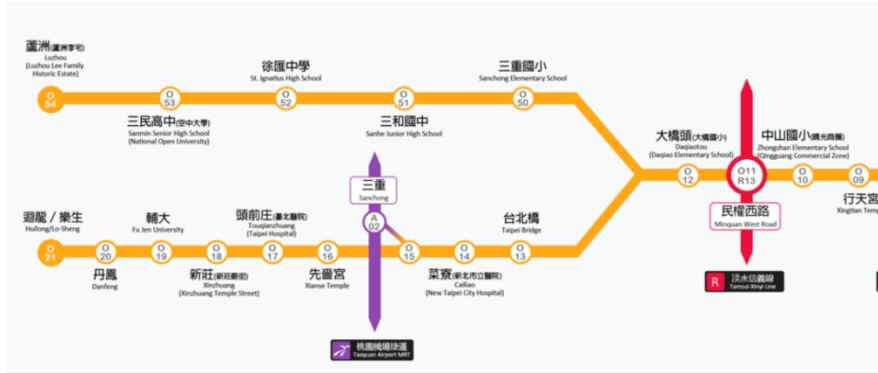 蘆洲(蘆洲李宅)
Luzhou
(Luzhou Lee Family
Historic Estate)
O
54
O
53
三民高中(空中大學)
Sanmin Senior High School
(National Open University)
徐匯中學
St. Ignatius High School
O
52
O
51
三和國中
Sanhe Junior High School
三重國小
Sanchong Elementary School
O
50
大橋頭(大橋國小)
Daqiaotou
(Daqiao Elementary School)
O
12
O11
R13
民權西路
Minquan West Road
R
淡水信義線
Tamsui-Xinyi Line
中山國小(晴光商圈)
Zhongshan Elementary School
(Qingguang Commercial Zone)
O
10
O
09
行天宮
Xingtian Temp
迴龍 / 樂生
Huilong/Lo-Sheng
O
21
O
20
丹鳳
Danfeng
輔大
Fu Jen University
O
19
O
18
新莊(新莊廟街)
Xinzhuang
(Xinzhuang Temple Street)
頭前庄(臺北醫院)
Touqianzhuang
(Taipei Hospital)
O
17
O
16
先嗇宮
Xianse Temple
三重
Sanchong
A
02
桃園機場捷運
Taoyuan Airport MRT
O
15
O
14
菜寮(新北市立醫院)
Cailiao
(New Taipei City Hospital)
台北橋
Taipei Bridge
O
13